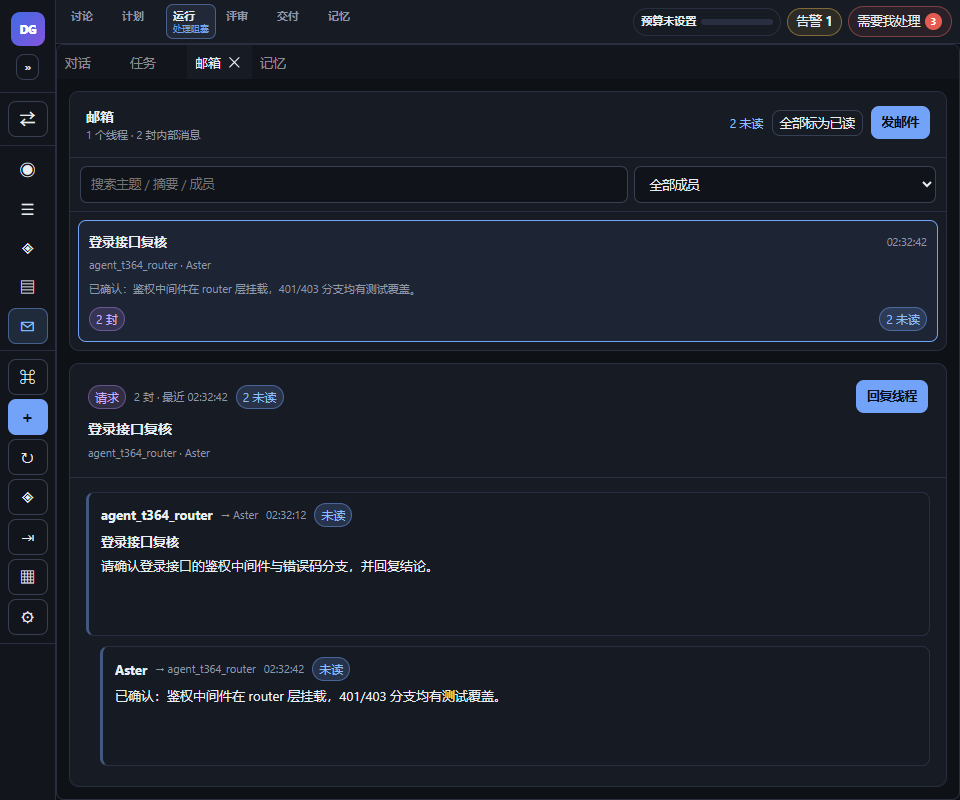 DG
»
讨论
计划
运行
处理阻塞
评审
交付
记忆
预算未设置
告警 1
需要我处理 3
对话
任务
邮箱
记忆
邮箱
1 个线程 · 2 封内部消息
2 未读
全部标为已读
发邮件
搜索主题 / 摘要 / 成员
全部成员
登录接口复核
02:32:42
agent_t364_router · Aster
已确认：鉴权中间件在 router 层挂载，401/403 分支均有测试覆盖。
2 封
2 未读
请求 2 封 · 最近 02:32:42 2 未读
回复线程
登录接口复核
agent_t364_router · Aster
agent_t364_router → Aster 02:32:12 未读
登录接口复核
请确认登录接口的鉴权中间件与错误码分支，并回复结论。
Aster → agent_t364_router 02:32:42 未读
已确认：鉴权中间件在 router 层挂载，401/403 分支均有测试覆盖。